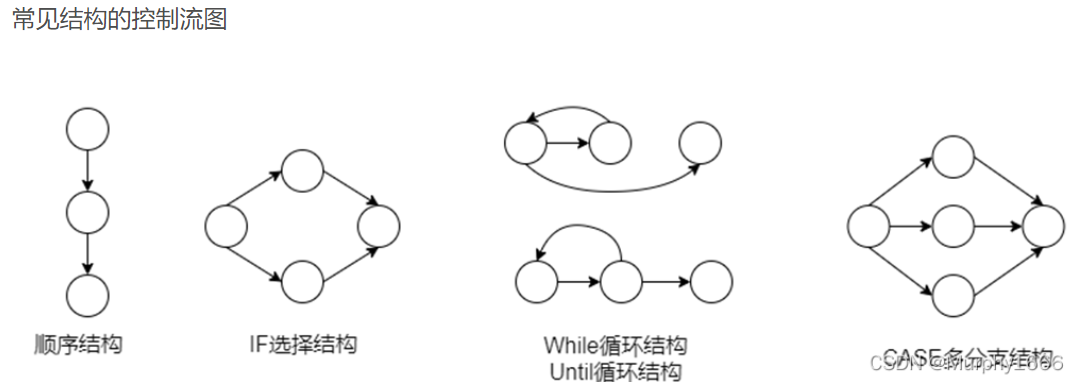 常见结构的控制流图
顺序结构
IF选择结构
While循环结构
Until循环结构
CASE多分支结构
CSDN @Murphy1666